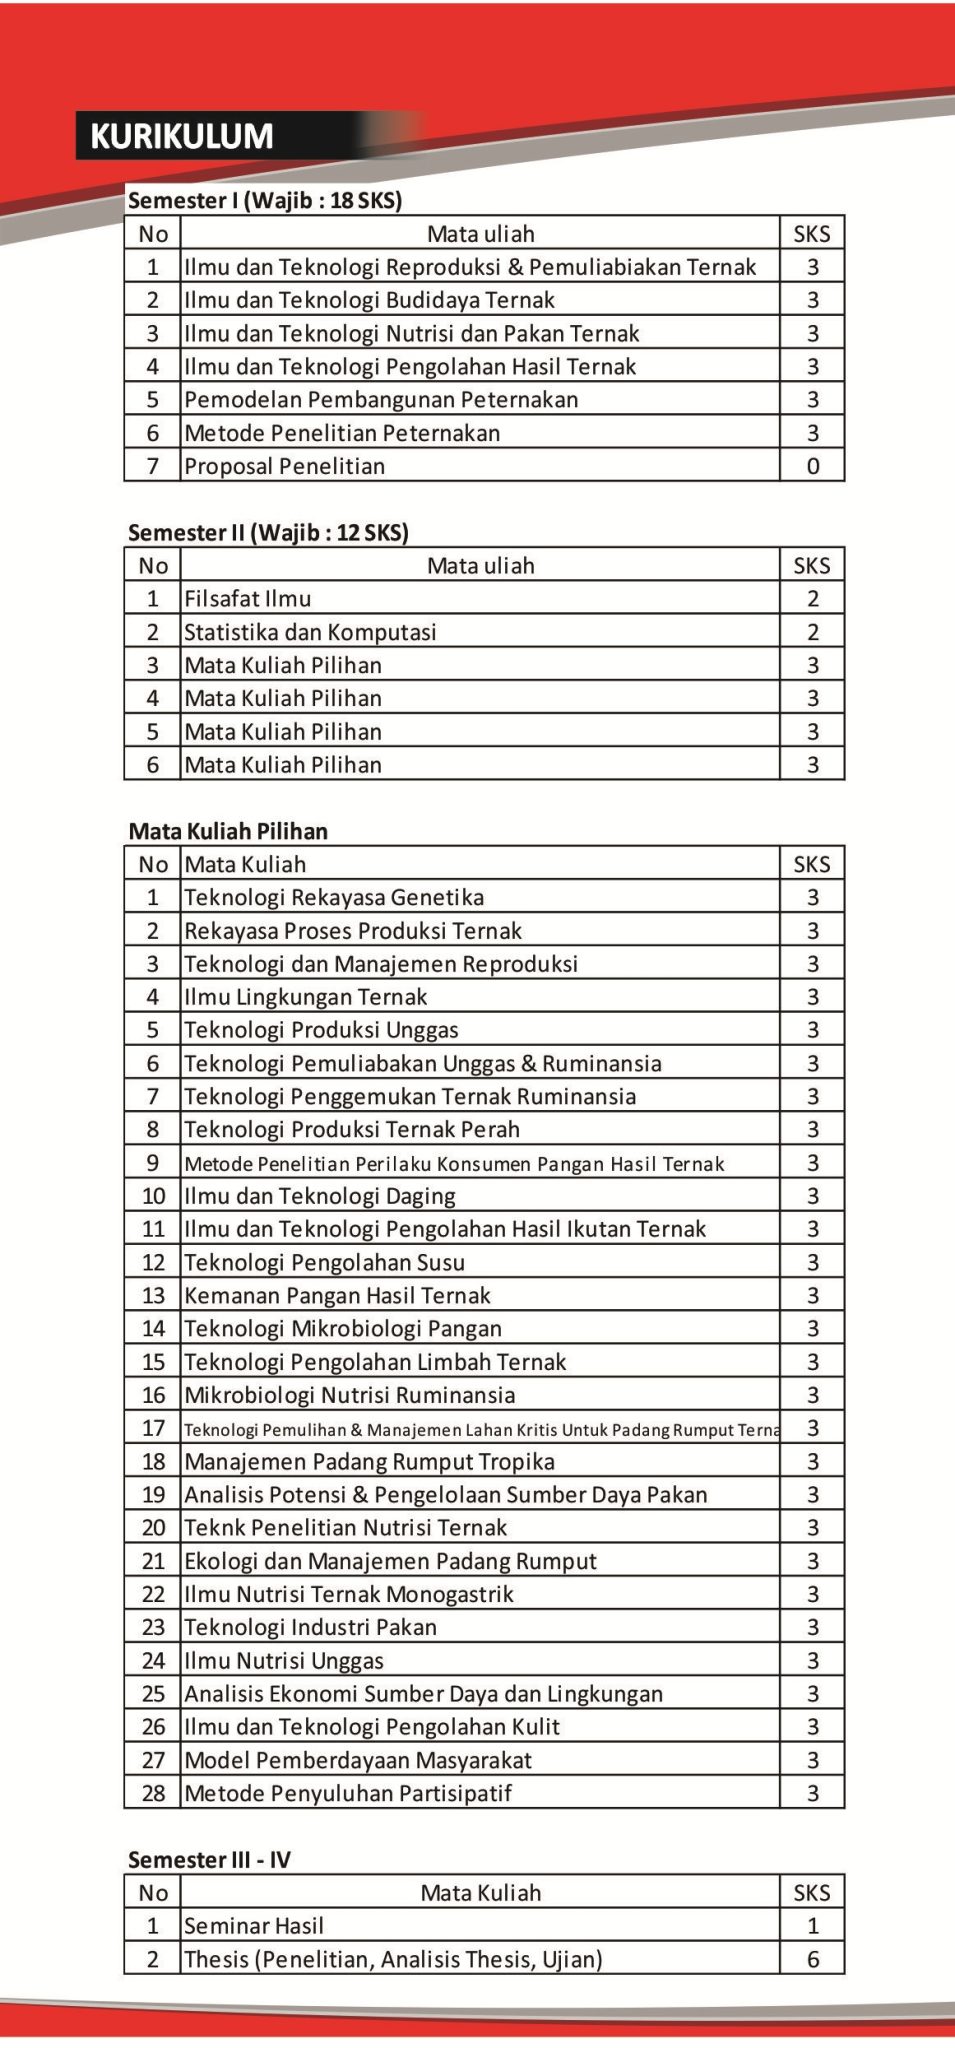 KURIKULUM
Semester I (Wajib : 18 SKS)
No Mata uliah SKS
1 Ilmu dan Teknologi Reproduksi & Pemuliabiakan Ternak 3
2 Ilmu dan Teknologi Budidaya Ternak 3
3 Ilmu dan Teknologi Nutrisi dan Pakan Ternak 3
4 Ilmu dan Teknologi Pengolahan Hasil Ternak 3
5 Pemodelan Pembangunan Peternakan 3
6 Metode Penelitian Peternakan 3
7 Proposal Penelitian 0
Semester II (Wajib : 12 SKS)
No Mata uliah SKS
1 Filsafat Ilmu 2
2 Statistika dan Komputasi 2
3 Mata Kuliah Pilihan 3
4 Mata Kuliah Pilihan 3
5 Mata Kuliah Pilihan 3
6 Mata Kuliah Pilihan 3
Mata Kuliah Pilihan
No Mata Kuliah SKS
1 Teknologi Rekayasa Genetika 3
2 Rekayasa Proses Produksi Ternak 3
3 Teknologi dan Manajemen Reproduksi 3
4 Ilmu Lingkungan Ternak 3
5 Teknologi Produksi Unggas 3
6 Teknologi Pemuliabakan Unggas & Ruminansia 3
7 Teknologi Penggemukan Ternak Ruminansia 3
8 Teknologi Produksi Ternak Perah 3
9 Metode Penelitian Perilaku Konsumen Pangan Hasil Ternak 3
10 Ilmu dan Teknologi Daging 3
11 Ilmu dan Teknologi Pengolahan Hasil Ikutan Ternak 3
12 Teknologi Pengolahan Susu 3
13 Kemanan Pangan Hasil Ternak 3
14 Teknologi Mikrobiologi Pangan 3
15 Teknologi Pengolahan Limbah Ternak 3
16 Mikrobiologi Nutrisi Ruminansia 3
17 Teknologi Pemulihan & Manajemen Lahan Kritis Untuk Padang Rumput Terna 3
18 Manajemen Padang Rumput Tropika 3
19 Analisis Potensi & Pengelolaan Sumber Daya Pakan 3
20 Teknk Penelitian Nutrisi Ternak 3
21 Ekologi dan Manajemen Padang Rumput 3
22 Ilmu Nutrisi Ternak Monogastrik 3
23 Teknologi Industri Pakan 3
24 Ilmu Nutrisi Unggas 3
25 Analisis Ekonomi Sumber Daya dan Lingkungan 3
26 Ilmu dan Teknologi Pengolahan Kulit 3
27 Model Pemberdayaan Masyarakat 3
28 Metode Penyuluhan Partisipatif 3
Semester III - IV
No Mata Kuliah SKS
1 Seminar Hasil 1
2 Thesis (Penelitian, Analisis Thesis, Ujian) 6